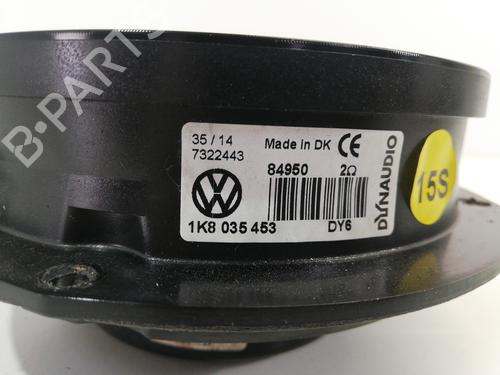 35 / 14
7322443
Made in DK CE
84950 2Ω
1K8 035 453
DY6
DYNAUDIO
15S
B-PARTS